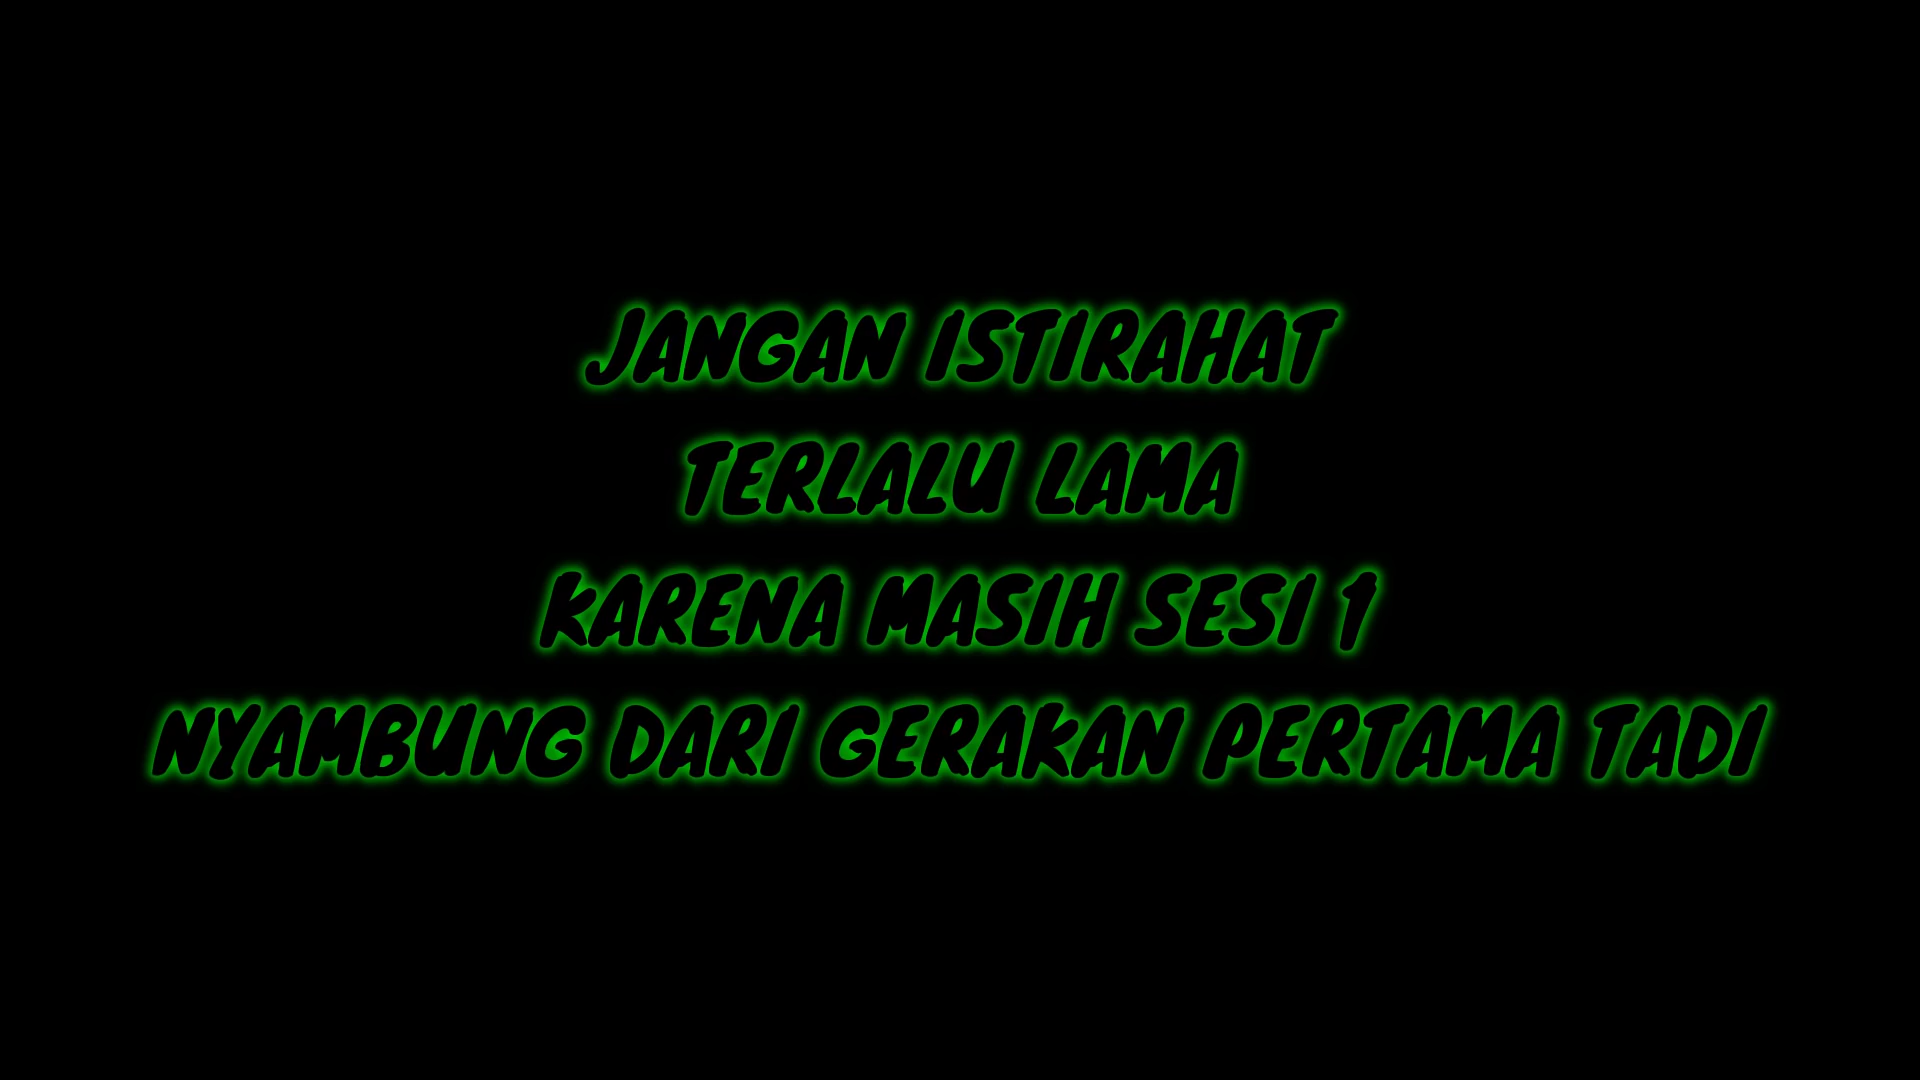 JANGAN ISTIRAHAT
TERLALU LAMA
KARENA MASIH SESI 1
NYAMBUNG DARI GERAKAN PERTAMA TADI